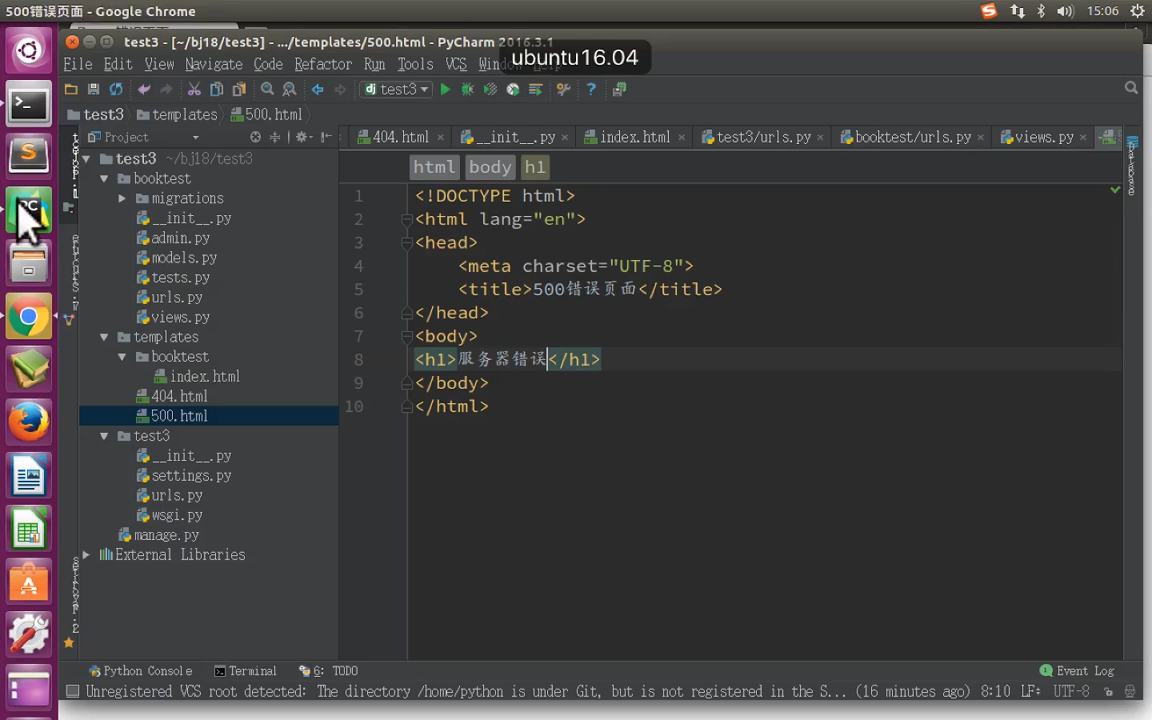 500错误页面 - Google Chrome
15:06
test3 - [~/bj18/test3] - .../templates/500.html - PyCharm 2016.3.1
ubuntu16.04
File Edit View Navigate Code Refactor Run Tools VCS Window
test3
test3 templates 500.html
Project
404.html __init__.py index.html test3/urls.py booktest/urls.py views.py
html body h1
test3 ~/bj18/test3
booktest
migrations
__init__.py
admin.py
models.py
tests.py
urls.py
views.py
templates
booktest
index.html
404.html
500.html
test3
__init__.py
settings.py
urls.py
wsgi.py
manage.py
External Libraries
1 <!DOCTYPE html>
2 <html lang="en">
3 <head>
4 <meta charset="UTF-8">
5 <title>500错误页面</title>
6 </head>
7 <body>
8 <h1>服务器错误</h1>
9 </body>
10 </html>
Python Console Terminal 6: TODO Event Log
Unregistered VCS root detected: The directory /home/python is under Git, but is not registered in the S... (16 minutes ago) 8:10 LF÷ UTF-8